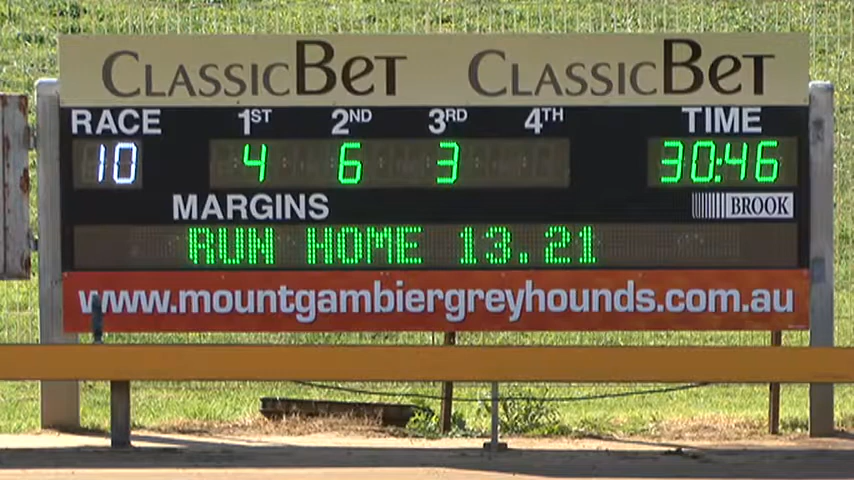 CLASSICBET CLASSICBET
RACE 1ST 2ND 3RD 4TH TIME
10 4 6 3 30:46
MARGINS BROOK
RUN HOME 13.21
www.mountgambiergreyhounds.com.au